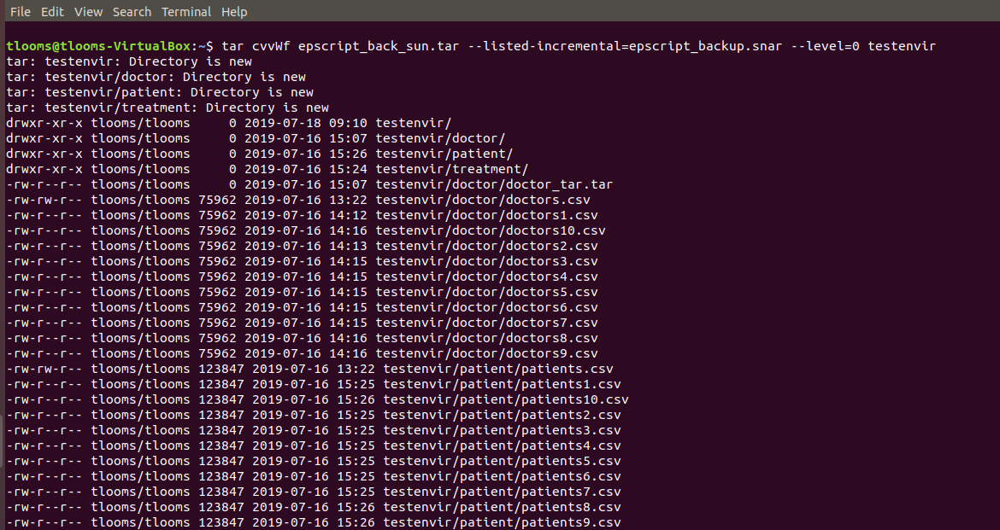 File Edit View Search Terminal Help
tlooms@tlooms-VirtualBox:~$ tar cvvWf epscript_back_sun.tar --listed-incremental=epscript_backup.snar --level=0 testenvir
tar: testenvir: Directory is new
tar: testenvir/doctor: Directory is new
tar: testenvir/patient: Directory is new
tar: testenvir/treatment: Directory is new
drwxr-xr-x tlooms/tlooms     0 2019-07-18 09:10 testenvir/
drwxr-xr-x tlooms/tlooms     0 2019-07-16 15:07 testenvir/doctor/
drwxr-xr-x tlooms/tlooms     0 2019-07-16 15:26 testenvir/patient/
drwxr-xr-x tlooms/tlooms     0 2019-07-16 15:24 testenvir/treatment/
-rw-r--r-- tlooms/tlooms     0 2019-07-16 15:07 testenvir/doctor/doctor_tar.tar
-rw-rw-r-- tlooms/tlooms 75962 2019-07-16 13:22 testenvir/doctor/doctors.csv
-rw-r--r-- tlooms/tlooms 75962 2019-07-16 14:12 testenvir/doctor/doctors1.csv
-rw-r--r-- tlooms/tlooms 75962 2019-07-16 14:16 testenvir/doctor/doctors10.csv
-rw-r--r-- tlooms/tlooms 75962 2019-07-16 14:13 testenvir/doctor/doctors2.csv
-rw-r--r-- tlooms/tlooms 75962 2019-07-16 14:15 testenvir/doctor/doctors3.csv
-rw-r--r-- tlooms/tlooms 75962 2019-07-16 14:15 testenvir/doctor/doctors4.csv
-rw-r--r-- tlooms/tlooms 75962 2019-07-16 14:15 testenvir/doctor/doctors5.csv
-rw-r--r-- tlooms/tlooms 75962 2019-07-16 14:15 testenvir/doctor/doctors6.csv
-rw-r--r-- tlooms/tlooms 75962 2019-07-16 14:15 testenvir/doctor/doctors7.csv
-rw-r--r-- tlooms/tlooms 75962 2019-07-16 14:16 testenvir/doctor/doctors8.csv
-rw-r--r-- tlooms/tlooms 75962 2019-07-16 14:16 testenvir/doctor/doctors9.csv
-rw-rw-r-- tlooms/tlooms 123847 2019-07-16 13:22 testenvir/patient/patients.csv
-rw-r--r-- tlooms/tlooms 123847 2019-07-16 15:25 testenvir/patient/patients1.csv
-rw-r--r-- tlooms/tlooms 123847 2019-07-16 15:26 testenvir/patient/patients10.csv
-rw-r--r-- tlooms/tlooms 123847 2019-07-16 15:25 testenvir/patient/patients2.csv
-rw-r--r-- tlooms/tlooms 123847 2019-07-16 15:25 testenvir/patient/patients3.csv
-rw-r--r-- tlooms/tlooms 123847 2019-07-16 15:25 testenvir/patient/patients4.csv
-rw-r--r-- tlooms/tlooms 123847 2019-07-16 15:25 testenvir/patient/patients5.csv
-rw-r--r-- tlooms/tlooms 123847 2019-07-16 15:25 testenvir/patient/patients6.csv
-rw-r--r-- tlooms/tlooms 123847 2019-07-16 15:25 testenvir/patient/patients7.csv
-rw-r--r-- tlooms/tlooms 123847 2019-07-16 15:26 testenvir/patient/patients8.csv
-rw-r--r-- tlooms/tlooms 123847 2019-07-16 15:26 testenvir/patient/patients9.csv